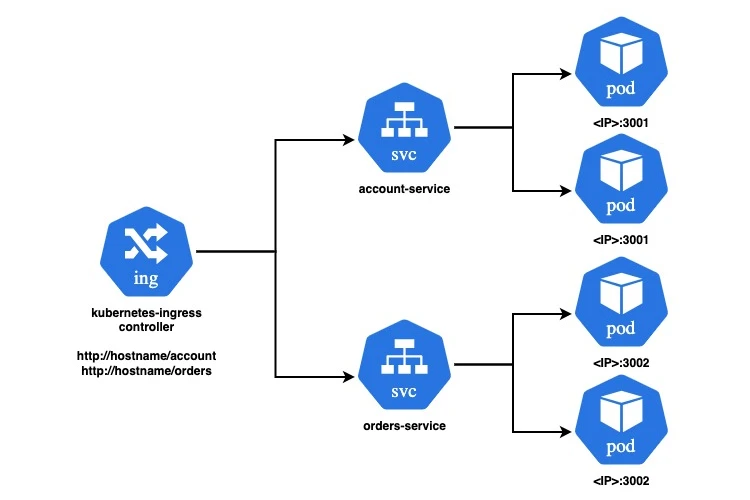 ing
kubernetes-ingress
controller
http://hostname/account
http://hostname/orders
svc
account-service
svc
orders-service
pod
<IP>:3001
pod
<IP>:3001
pod
<IP>:3002
pod
<IP>:3002